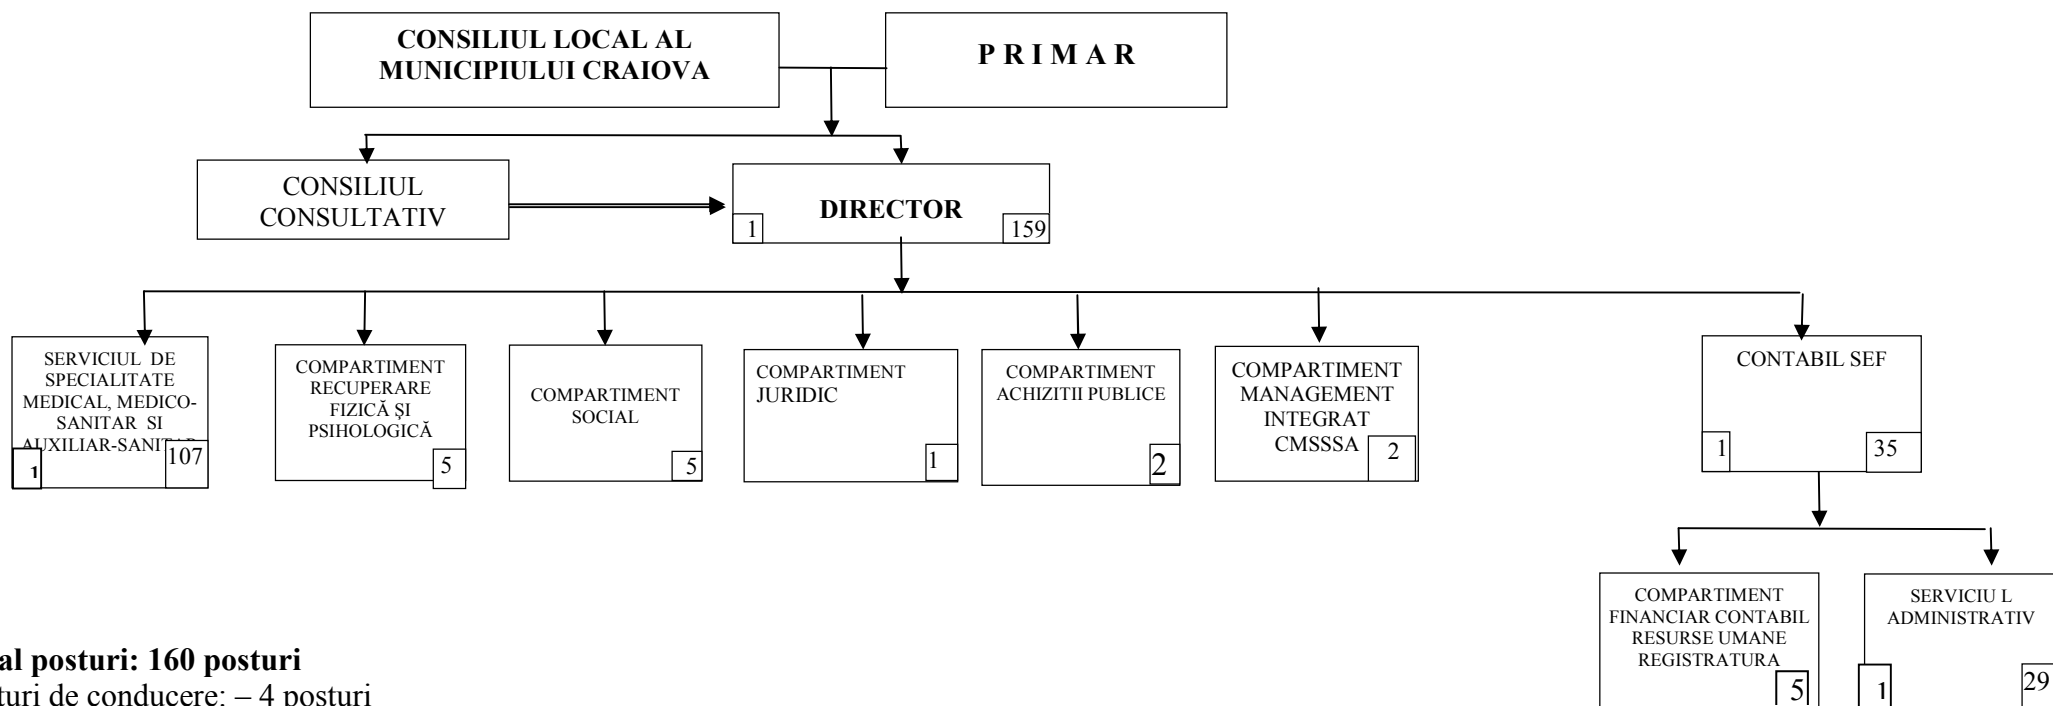 CONSILIUL LOCAL AL
MUNICIPIULUI CRAIOVA
P R I M A R
CONSILIUL
CONSULTATIV
DIRECTOR
1
159
SERVICIUL DE
SPECIALITATE
MEDICAL, MEDICO-
SANITAR SI
AUXILIAR-SANITAR
1
107
COMPARTIMENT
RECUPERARE
FIZICĂ ŞI
PSIHOLOGICĂ
5
COMPARTIMENT
SOCIAL
5
COMPARTIMENT
JURIDIC
1
COMPARTIMENT
ACHIZITII PUBLICE
2
COMPARTIMENT
MANAGEMENT
INTEGRAT
CMSSSA
2
CONTABIL SEF
1
35
COMPARTIMENT
FINANCIAR CONTABIL
RESURSE UMANE
REGISTRATURA
5
SERVICIU L
ADMINISTRATIV
1
29
al posturi: 160 posturi
turi de conducere; – 4 posturi